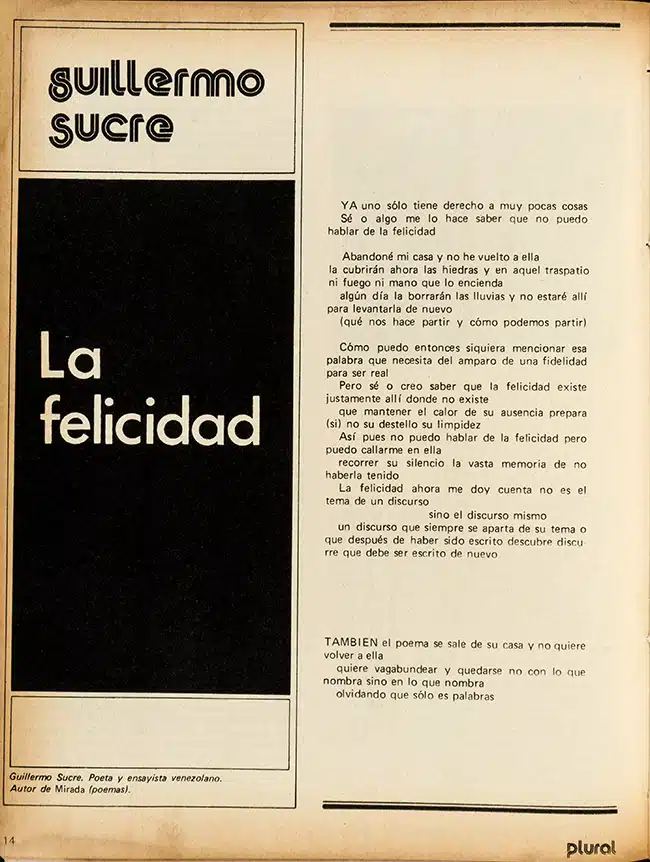 guillermo
sucre
La
felicidad
Guillermo Sucre. Poeta y ensayista venezolano.
Autor de Mirada (poemas).
14
YA uno sólo tiene derecho a muy pocas cosas
Sé o algo me lo hace saber que no puedo
hablar de la felicidad
Abandoné mi casa y no he vuelto a ella
la cubrirán ahora las hiedras y en aquel traspatio
ni fuego ni mano que lo encienda
algún día la borrarán las lluvias y no estaré allí
para levantarla de nuevo
(qué nos hace partir y cómo podemos partir)
Cómo puedo entonces siquiera mencionar esa
palabra que necesita del amparo de una fidelidad
para ser real
Pero sé o creo saber que la felicidad existe
justamente allí donde no existe
que mantener el calor de su ausencia prepara
(si) no su destello su limpidez
Así pues no puedo hablar de la felicidad pero
puedo callarme en ella
recorrer su silencio la vasta memoria de no
haberla tenido
La felicidad ahora me doy cuenta no es el
tema de un discurso
sino el discurso mismo
un discurso que siempre se aparta de su tema o
que después de haber sido escrito descubre discu-
rre que debe ser escrito de nuevo
TAMBIEN el poema se sale de su casa y no quiere
volver a ella
quiere vagabundear y quedarse no con lo que
nombra sino en lo que nombra
olvidando que sólo es palabras
plural